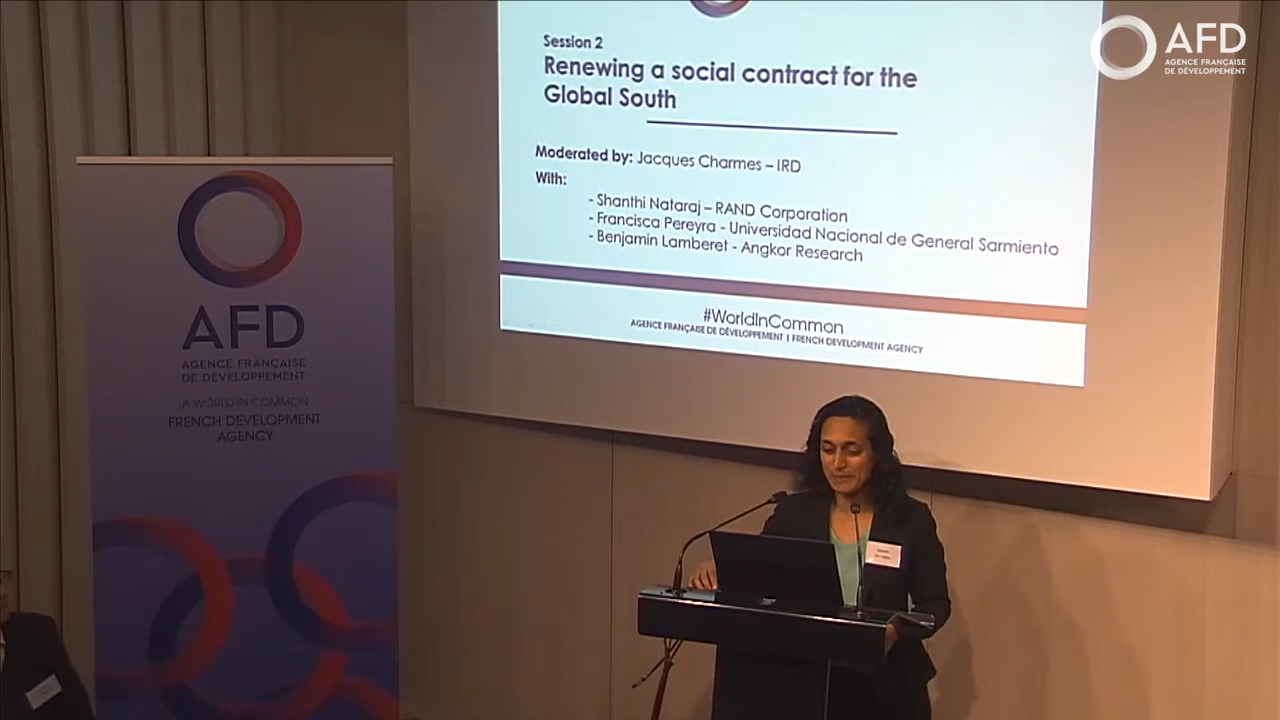 Session 2
Renewing a social contract for the
Global South
Moderated by: Jacques Charmes – IRD
With:
- Shanthi Nataraj – RAND Corporation
- Francisca Pereyra - Universidad Nacional de General Sarmiento
- Benjamin Lamberet - Angkor Research
#WorldInCommon
AGENCE FRANÇAISE DE DÉVELOPPEMENT | FRENCH DEVELOPMENT AGENCY
AFD
AGENCE FRANÇAISE
DE DÉVELOPPEMENT
AFD
AGENCE FRANÇAISE
DE DÉVELOPPEMENT
A WORLD IN COMMON
FRENCH DEVELOPMENT
AGENCY